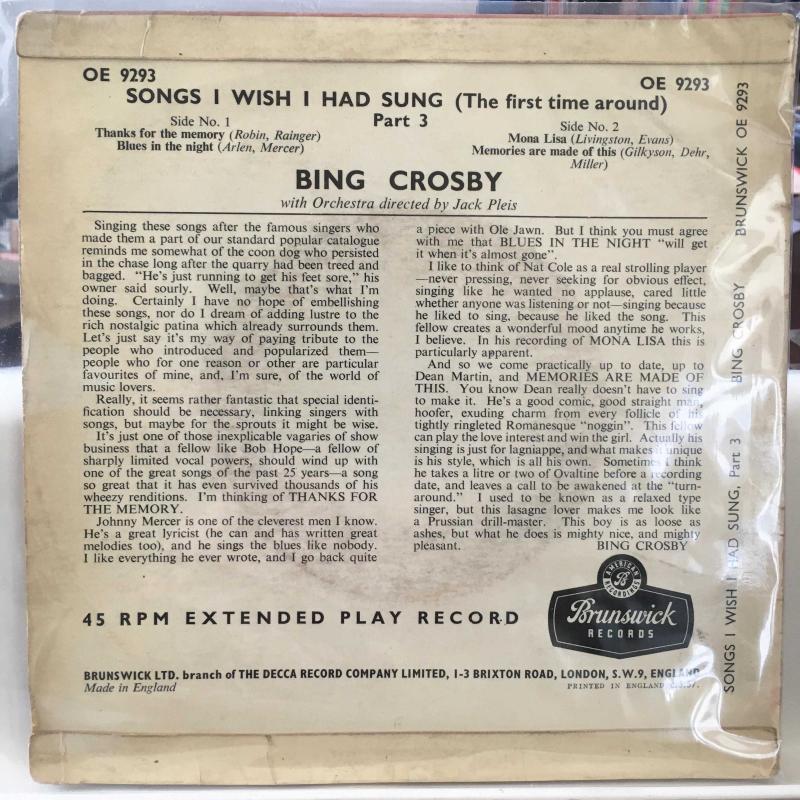 OE 9293
OE 9293
SONGS I WISH I HAD SUNG (The first time around)
Part 3
Side No. 1
Thanks for the memory (Robin, Rainger)
Blues in the night (Arlen, Mercer)
Side No. 2
Mona Lisa (Livingston, Evans)
Memories are made of this (Gilkyson, Dehr,
Miller)
BING CROSBY
with Orchestra directed by Jack Pleis
Singing these songs after the famous singers who
made them a part of our standard popular catalogue
reminds me somewhat of the coon dog who persisted
in the chase long after the quarry had been treed and
bagged. "He's just running to get his feet sore," his
owner said sourly. Well, maybe that's what I'm
doing. Certainly I have no hope of embellishing
these songs, nor do I dream of adding lustre to the
rich nostalgic patina which already surrounds them.
Let's just say it's my way of paying tribute to the
people who introduced and popularized them—
people who for one reason or other are particular
favourites of mine, and, I'm sure, of the world of
music lovers.
Really, it seems rather fantastic that special identi-
fication should be necessary, linking singers with
songs, but maybe for the sprouts it might be wise.
It's just one of those inexplicable vagaries of show
business that a fellow like Bob Hope—a fellow of
sharply limited vocal powers, should wind up with
one of the great songs of the past 25 years—a song
so great that it has even survived thousands of his
wheezy renditions. I'm thinking of THANKS FOR
THE MEMORY.
Johnny Mercer is one of the cleverest men I know.
He's a great lyricist (he can and has written great
melodies too), and he sings the blues like nobody.
I like everything he ever wrote, and I go back quite
a piece with Ole Jawn. But I think you must agree
with me that BLUES IN THE NIGHT "will get
it when it's almost gone".
I like to think of Nat Cole as a real strolling player
—never pressing, never seeking for obvious effect,
singing like he wanted no applause, cared little
whether anyone was listening or not—singing because
he liked to sing, because he liked the song. This
fellow creates a wonderful mood anytime he works,
I believe. In his recording of MONA LISA this is
particularly apparent.
And so we come practically up to date, up to
Dean Martin, and MEMORIES ARE MADE OF
THIS. You know Dean really doesn't have to sing
to make it. He's a good comic, good straight man,
hoofer, exuding charm from every follicle of his
tightly ringleted Romanesque "noggin". This fellow
can play the love interest and win the girl. Actually his
singing is just for lagniappe, and what makes it unique
is his style, which is all his own. Sometimes I think
he takes a litre or two of Ovaltine before a recording
date, and leaves a call to be awakened at the "turn-
around." I used to be known as a relaxed type
singer, but this lasagne lover makes me look like
a Prussian drill-master. This boy is as loose as
ashes, but what he does is mighty nice, and mighty
pleasant. BING CROSBY
45 RPM EXTENDED PLAY RECORD
AMERICAN
B
RECORDINGS
Brunswick
RECORDS
BRUNSWICK LTD. branch of THE DECCA RECORD COMPANY LIMITED, 1-3 BRIXTON ROAD, LONDON, S.W.9, ENGLAND
Made in England
PRINTED IN ENGLAND
SONGS I WISH I HAD SUNG, Part 3 BING CROSBY BRUNSWICK OE 9293